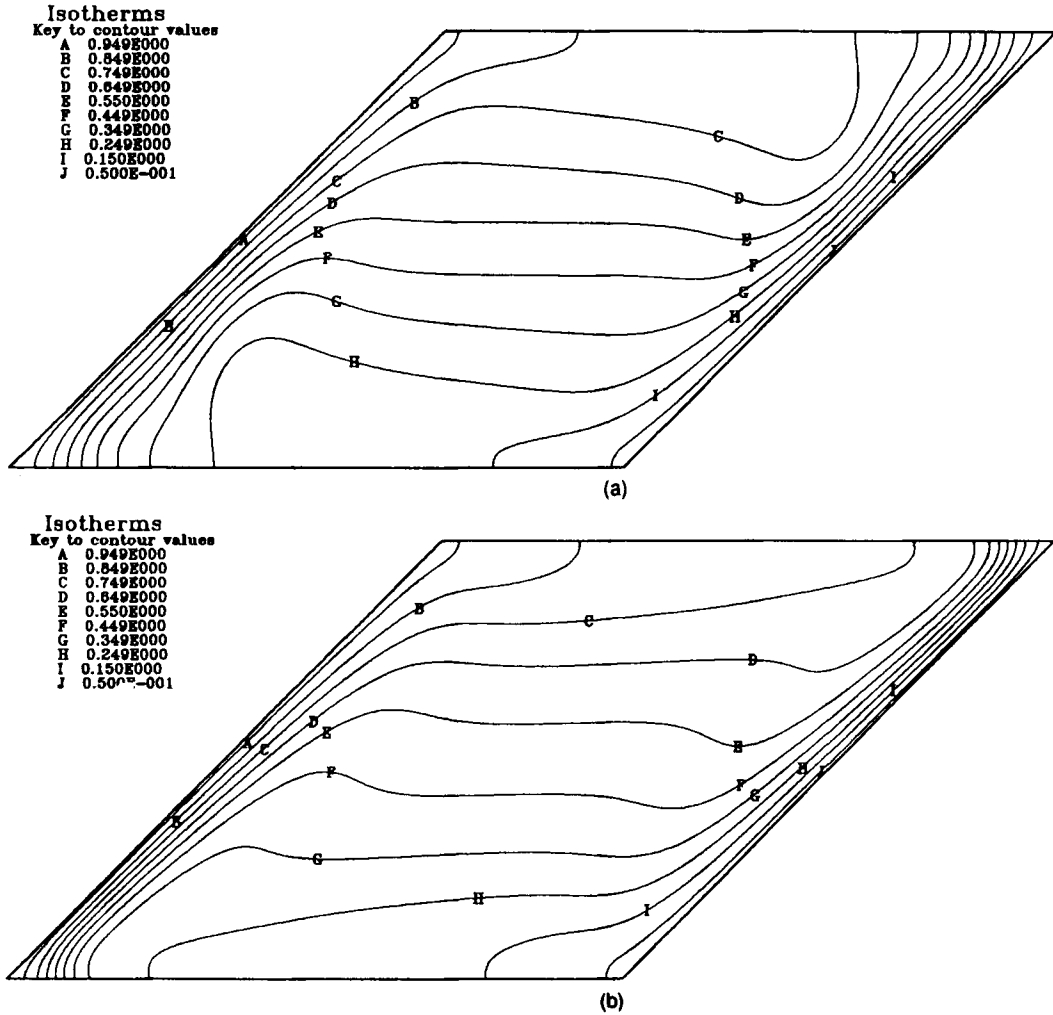 Isotherms
Key to contour values
A 0.949E000
B 0.849E000
C 0.749E000
D 0.649E000
E 0.550E000
F 0.449E000
G 0.349E000
H 0.249E000
I 0.150E000
J 0.500E-001
B
C
C
D
D
I
E
E
A
F
F
G
G
H
B
H
I
(a)
Isotherms
Key to contour values
A 0.949E000
B 0.849E000
C 0.749E000
D 0.649E000
E 0.550E000
F 0.449E000
G 0.349E000
H 0.249E000
I 0.150E000
J
B
C
D
I
D
E
A
C
E
F
H
J
F
G
B
G
H
I
(b)